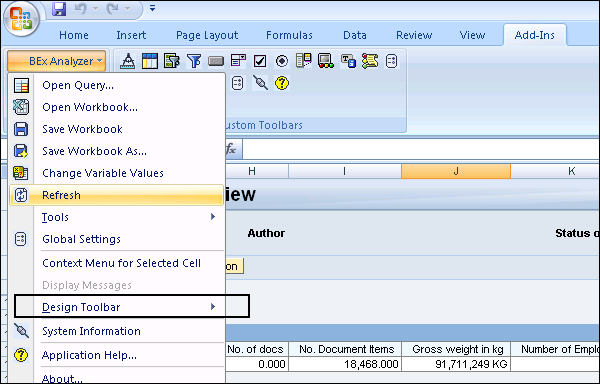 Home Insert Page Layout Formulas Data Review View Add-Ins
BEx Analyzer
Open Query...
Open Workbook...
Save Workbook
Save Workbook As...
Change Variable Values
Refresh
Tools
Global Settings
Context Menu for Selected Cell
Display Messages
Design Toolbar
System Information
Application Help...
About...
ustom Toolbars
fx
H I J K
iew
Author Status o
on
No. of docs No. Document Items Gross weight in kg Number of Emplo
0.000 18,468.000 91,711,249 KG